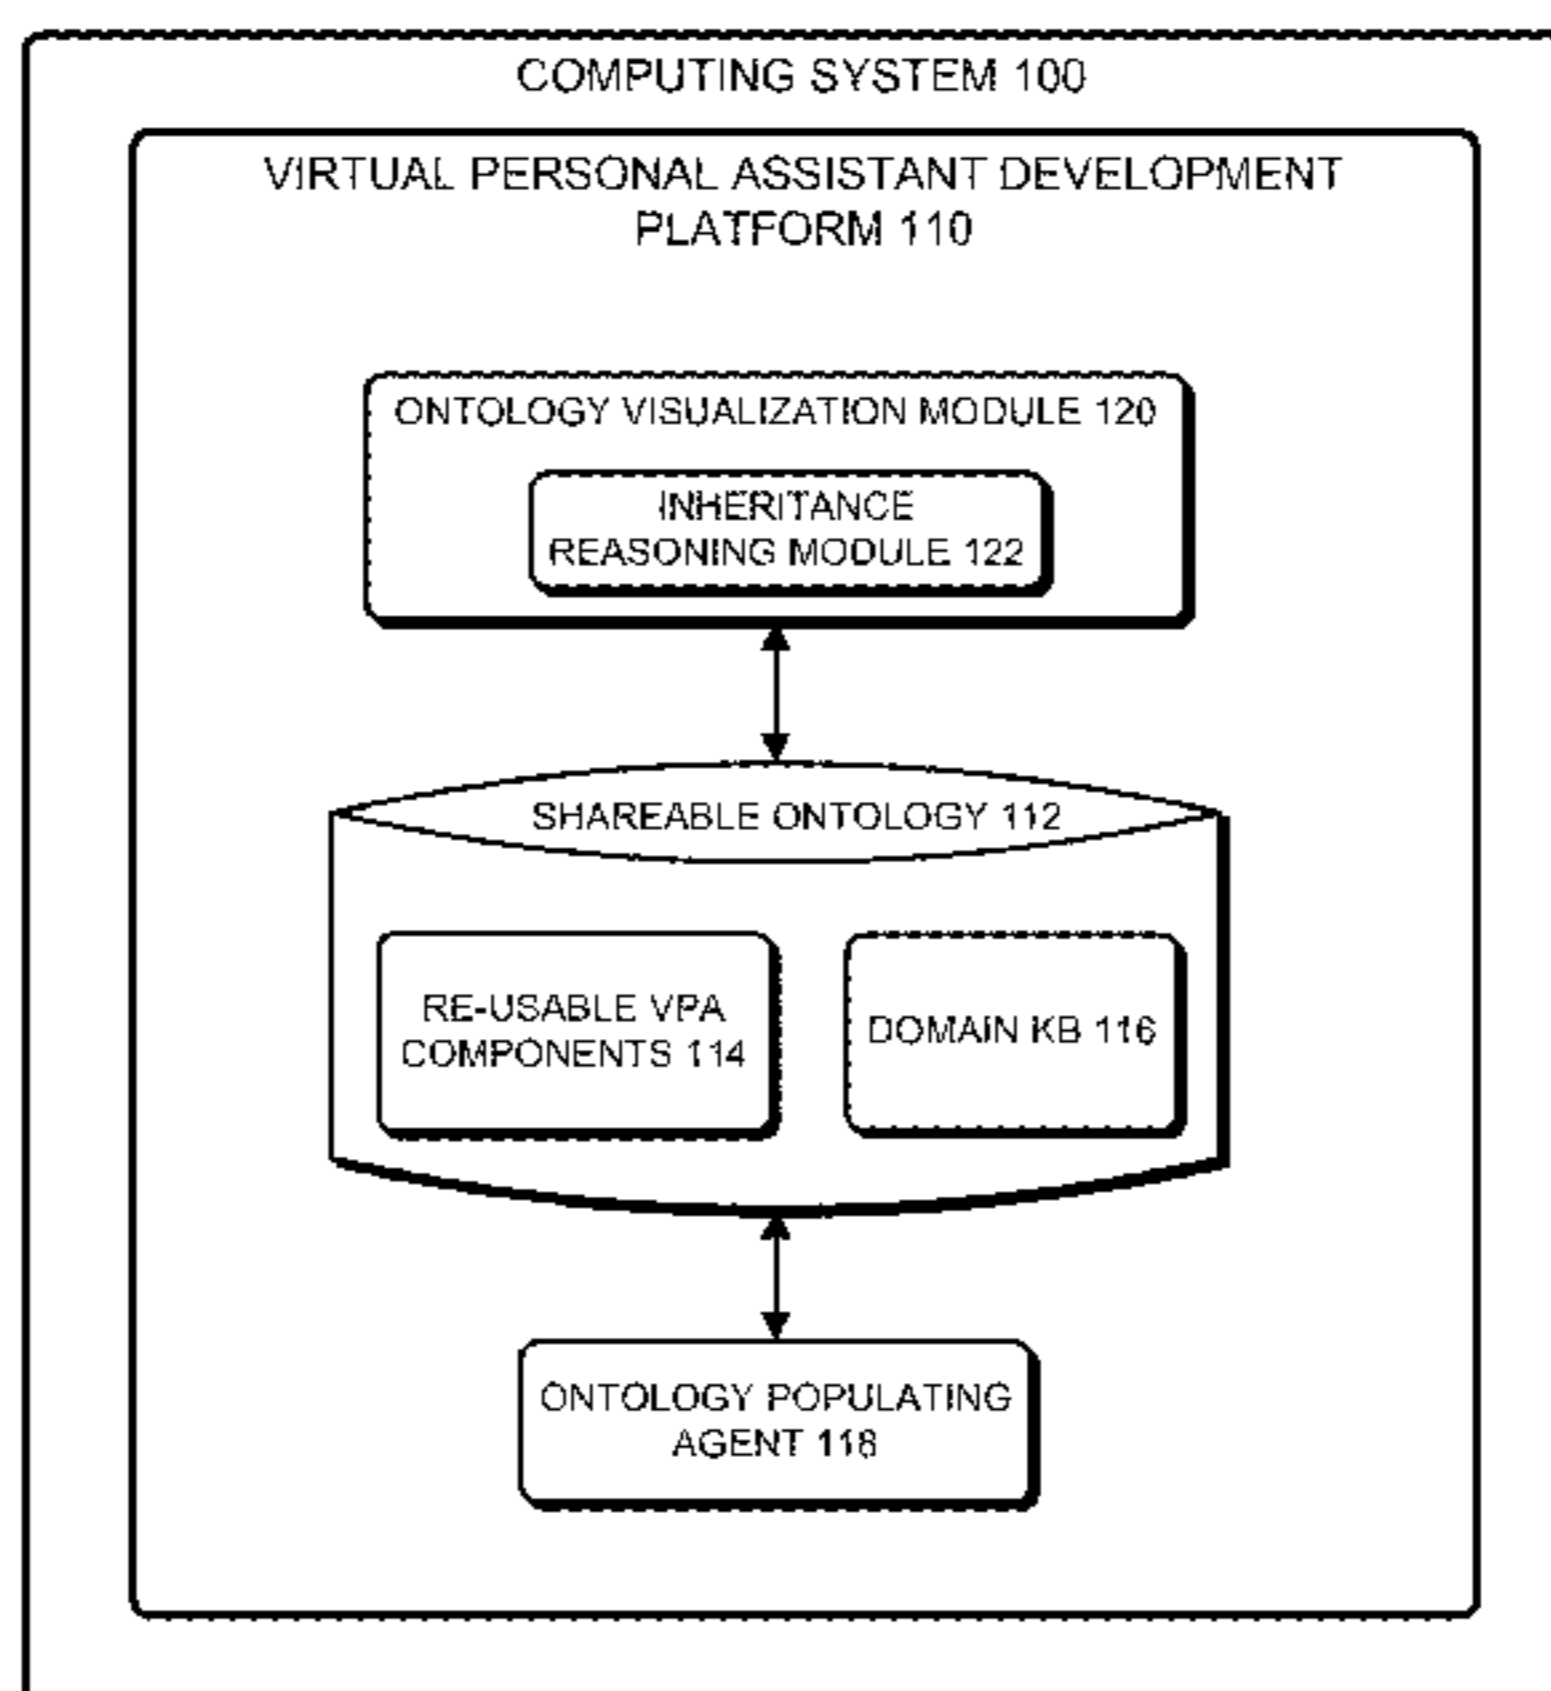 COMPUTING SYSTEM 100
VIRTUAL PERSONAL ASSISTANT DEVELOPMENT
PLATFORM 110
ONTOLOGY VISUALIZATION MODULE 120
INHERITANCE
REASONING MODULE 122
SHAREABLE ONTOLOGY 112
RE-USABLE VPA
COMPONENTS 114
DOMAIN KB 116
ONTOLOGY POPULATING
AGENT 118